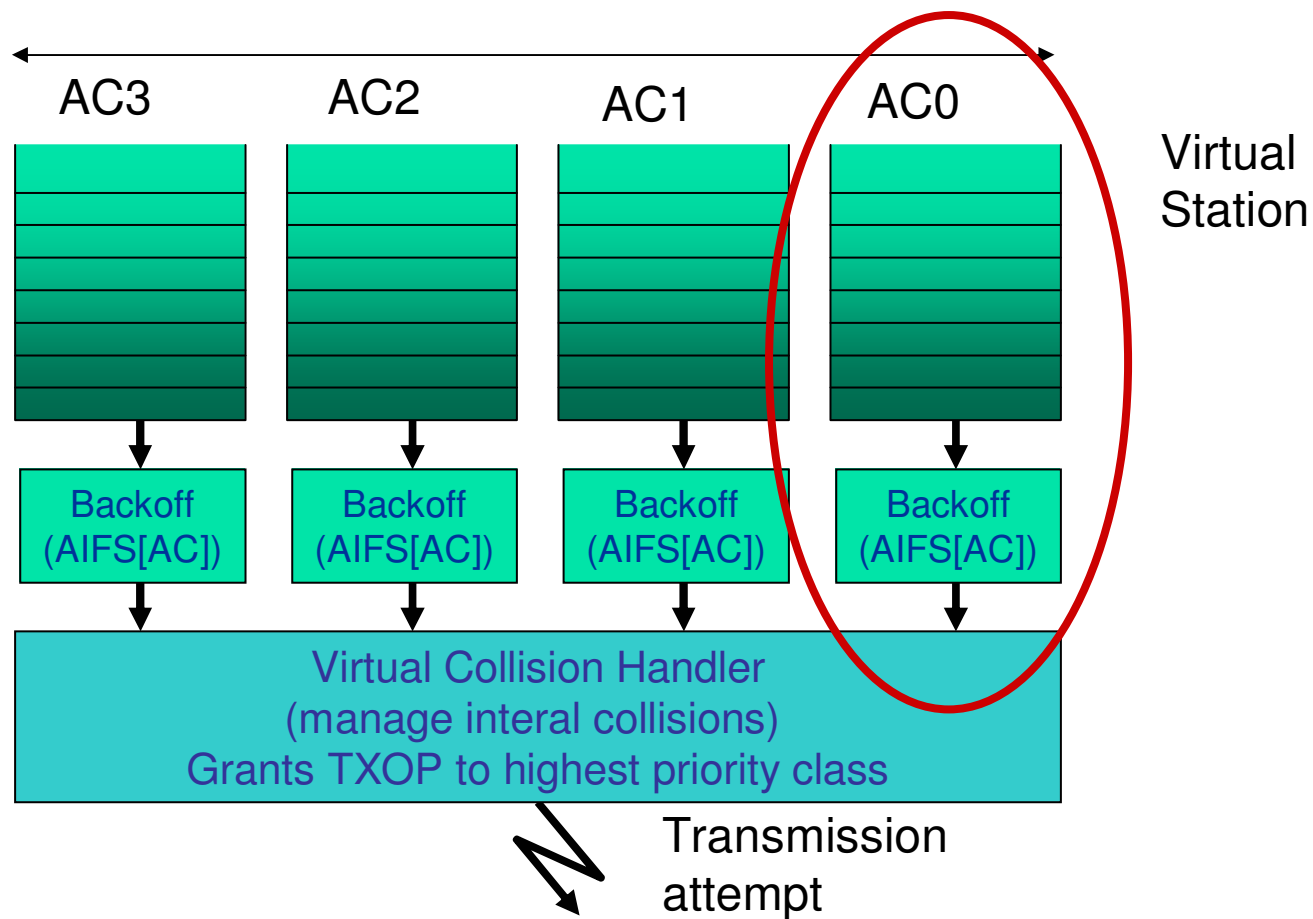 AC3
AC2
AC1
AC0
Virtual
Station
Backoff
(AIFS[AC])
Backoff
(AIFS[AC])
Backoff
(AIFS[AC])
Backoff
(AIFS[AC])
Virtual Collision Handler
(manage interal collisions)
Grants TXOP to highest priority class
Transmission
attempt